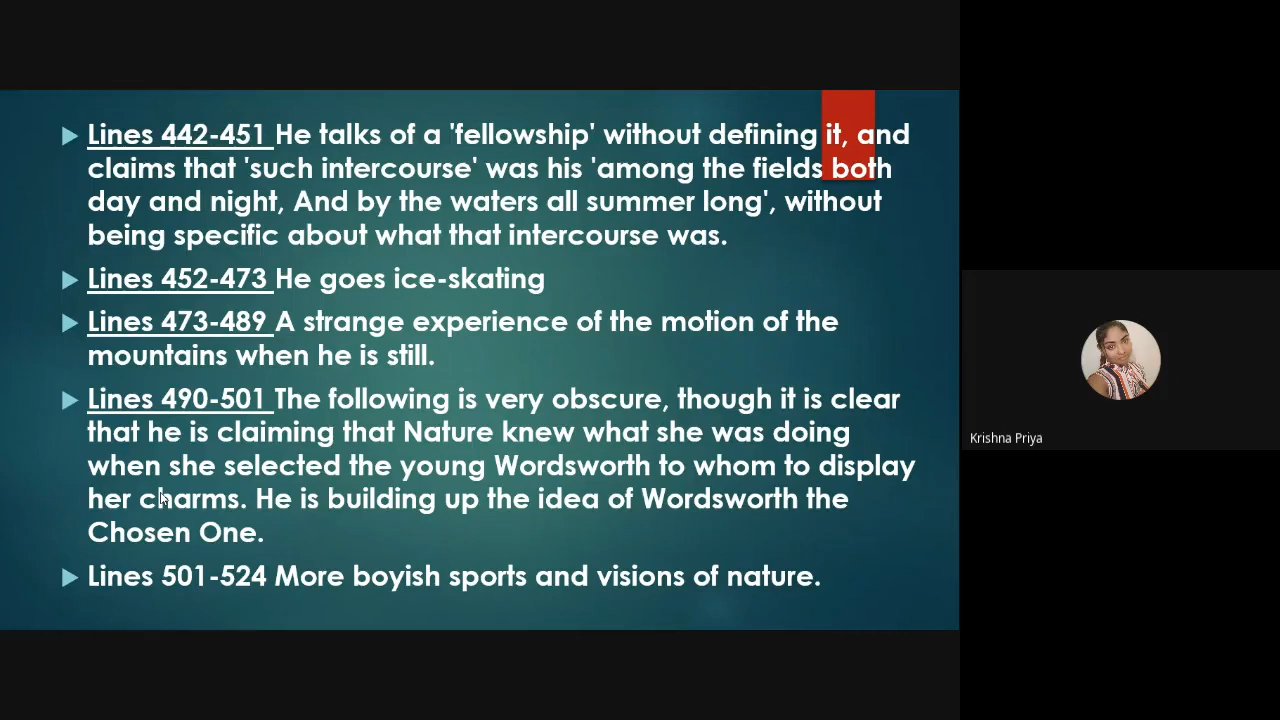 Lines 442-451 He talks of a 'fellowship' without defining it, and
claims that 'such intercourse' was his 'among the fields both
day and night, And by the waters all summer long', without
being specific about what that intercourse was.
Lines 452-473 He goes ice-skating
Lines 473-489 A strange experience of the motion of the
mountains when he is still.
Lines 490-501 The following is very obscure, though it is clear
that he is claiming that Nature knew what she was doing
when she selected the young Wordsworth to whom to display
her charms. He is building up the idea of Wordsworth the
Chosen One.
Lines 501-524 More boyish sports and visions of nature.
Krishna Priya